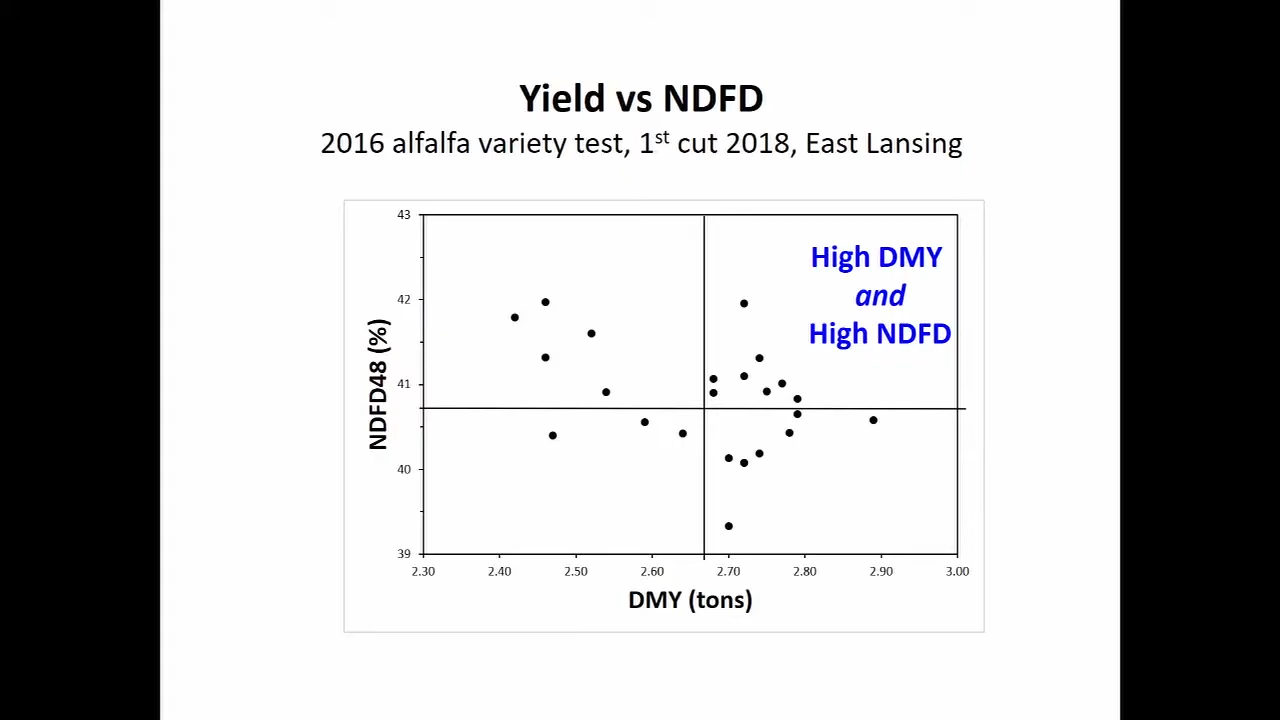 Yield vs NDFD
2016 alfalfa variety test, 1st cut 2018, East Lansing
High DMY
and
High NDFD
NDFD48 (%)
43
42
41
40
39
2.30 2.40 2.50 2.60 2.70 2.80 2.90 3.00
DMY (tons)